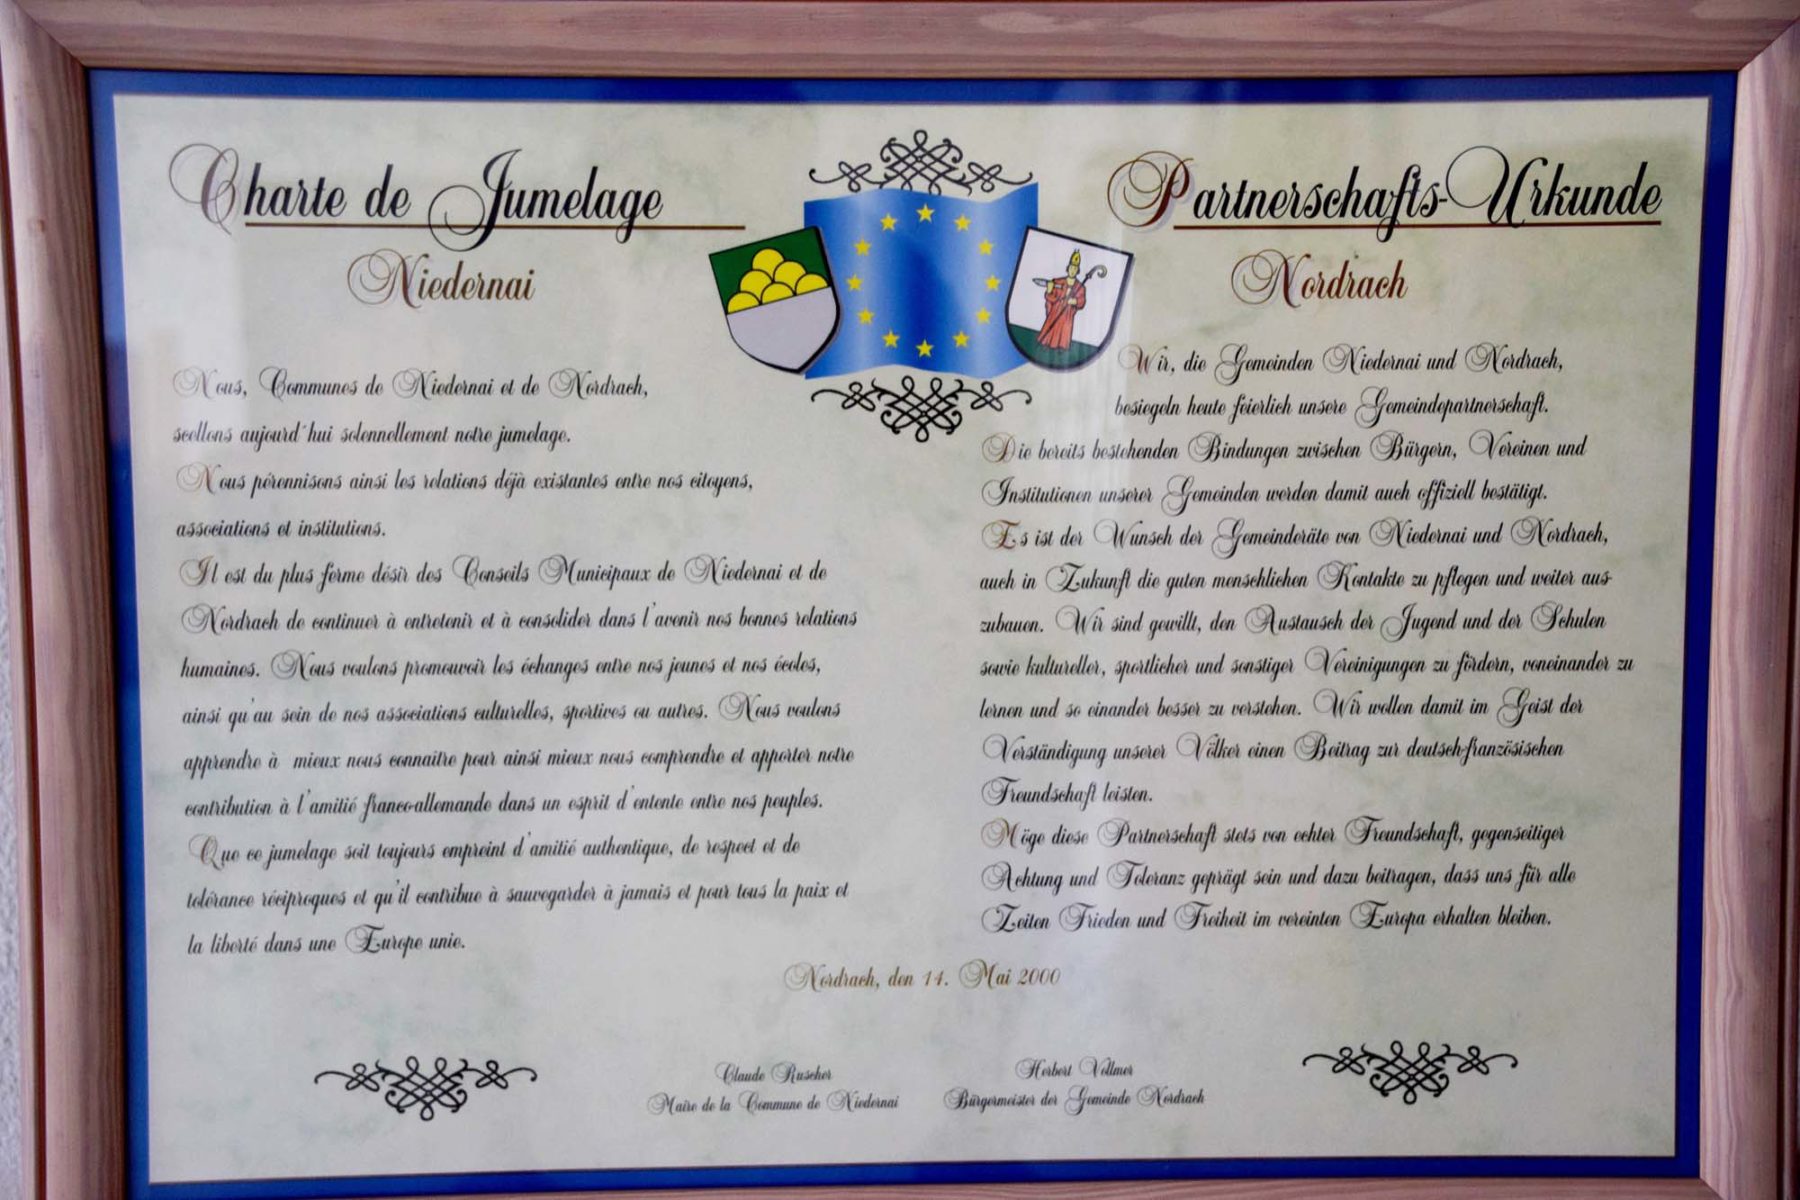 Charte de Jumelage
Niedernai
Nous, Communes de Niedernai et de Nordrach,
scellons aujourd'hui solennellement notre jumelage.
Nous pérennisons ainsi les relations déjà existantes entre nos citoyens,
associations et institutions.
Il est du plus ferme désir des Conseils Municipaux de Niedernai et de
Nordrach de continuer à entretenir et à consolider dans l'avenir nos bonnes relations
humaines. Nous voulons promouvoir les échanges entre nos jeunes et nos écoles,
ainsi qu'au sein de nos associations culturelles, sportives ou autres. Nous voulons
apprendre à mieux nous connaître pour ainsi mieux nous comprendre et apporter notre
contribution à l'amitié franco-allemande dans un esprit d'entente entre nos peuples.
Que ce jumelage soit toujours empreint d'amitié authentique, de respect et de
tolérance réciproques et qu'il contribue à sauvegarder à jamais et pour tous la paix et
la liberté dans une Europe unie.
Partnerschafts-Urkunde
Nordrach
Wir, die Gemeinden Niedernai und Nordrach,
besiegeln heute feierlich unsere Gemeindepartnerschaft.
Die bereits bestehenden Bindungen zwischen Bürgern, Vereinen und
Institutionen unserer Gemeinden werden damit auch offiziell bestätigt.
Es ist der Wunsch der Gemeinderäte von Niedernai und Nordrach,
auch in Zukunft die guten menschlichen Kontakte zu pflegen und weiter aus-
zubauen. Wir sind gewillt, den Austausch der Jugend und der Schulen
sowie kultureller, sportlicher und sonstiger Vereinigungen zu fördern, voneinander zu
lernen und so einander besser zu verstehen. Wir wollen damit im Geist der
Verständigung unserer Völker einen Beitrag zur deutsch-französischen
Freundschaft leisten.
Möge diese Partnerschaft stets von echter Freundschaft, gegenseitiger
Achtung und Toleranz geprägt sein und dazu beitragen, dass uns für alle
Zeiten Frieden und Freiheit im vereinten Europa erhalten bleiben.
Nordrach, den 14. Mai 2000
Claude Ruscher
Maire de la Commune de Niedernai
Herbert Vollmer
Bürgermeister der Gemeinde Nordrach